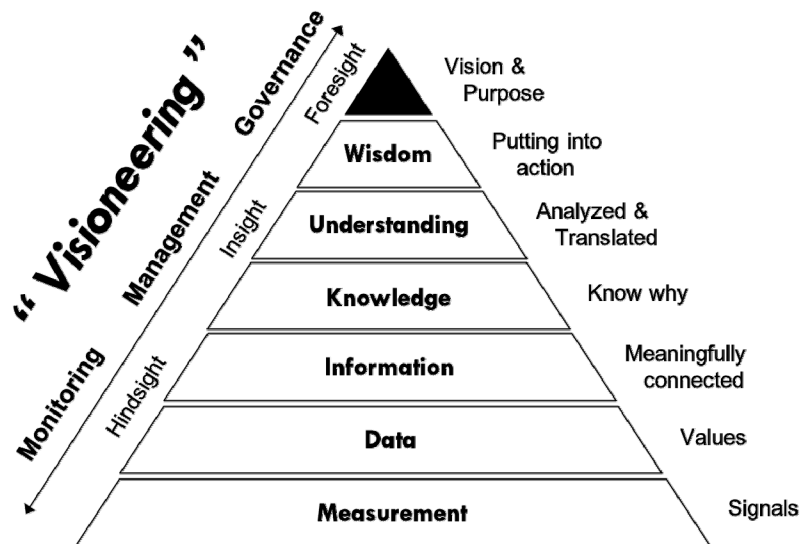 “ Visioneering ”
Governance
Management
Monitoring
Foresight
Insight
Hindsight
Vision &
Purpose
Wisdom
Putting into
action
Understanding
Analyzed &
Translated
Knowledge
Know why
Information
Meaningfully
connected
Data
Values
Measurement
Signals